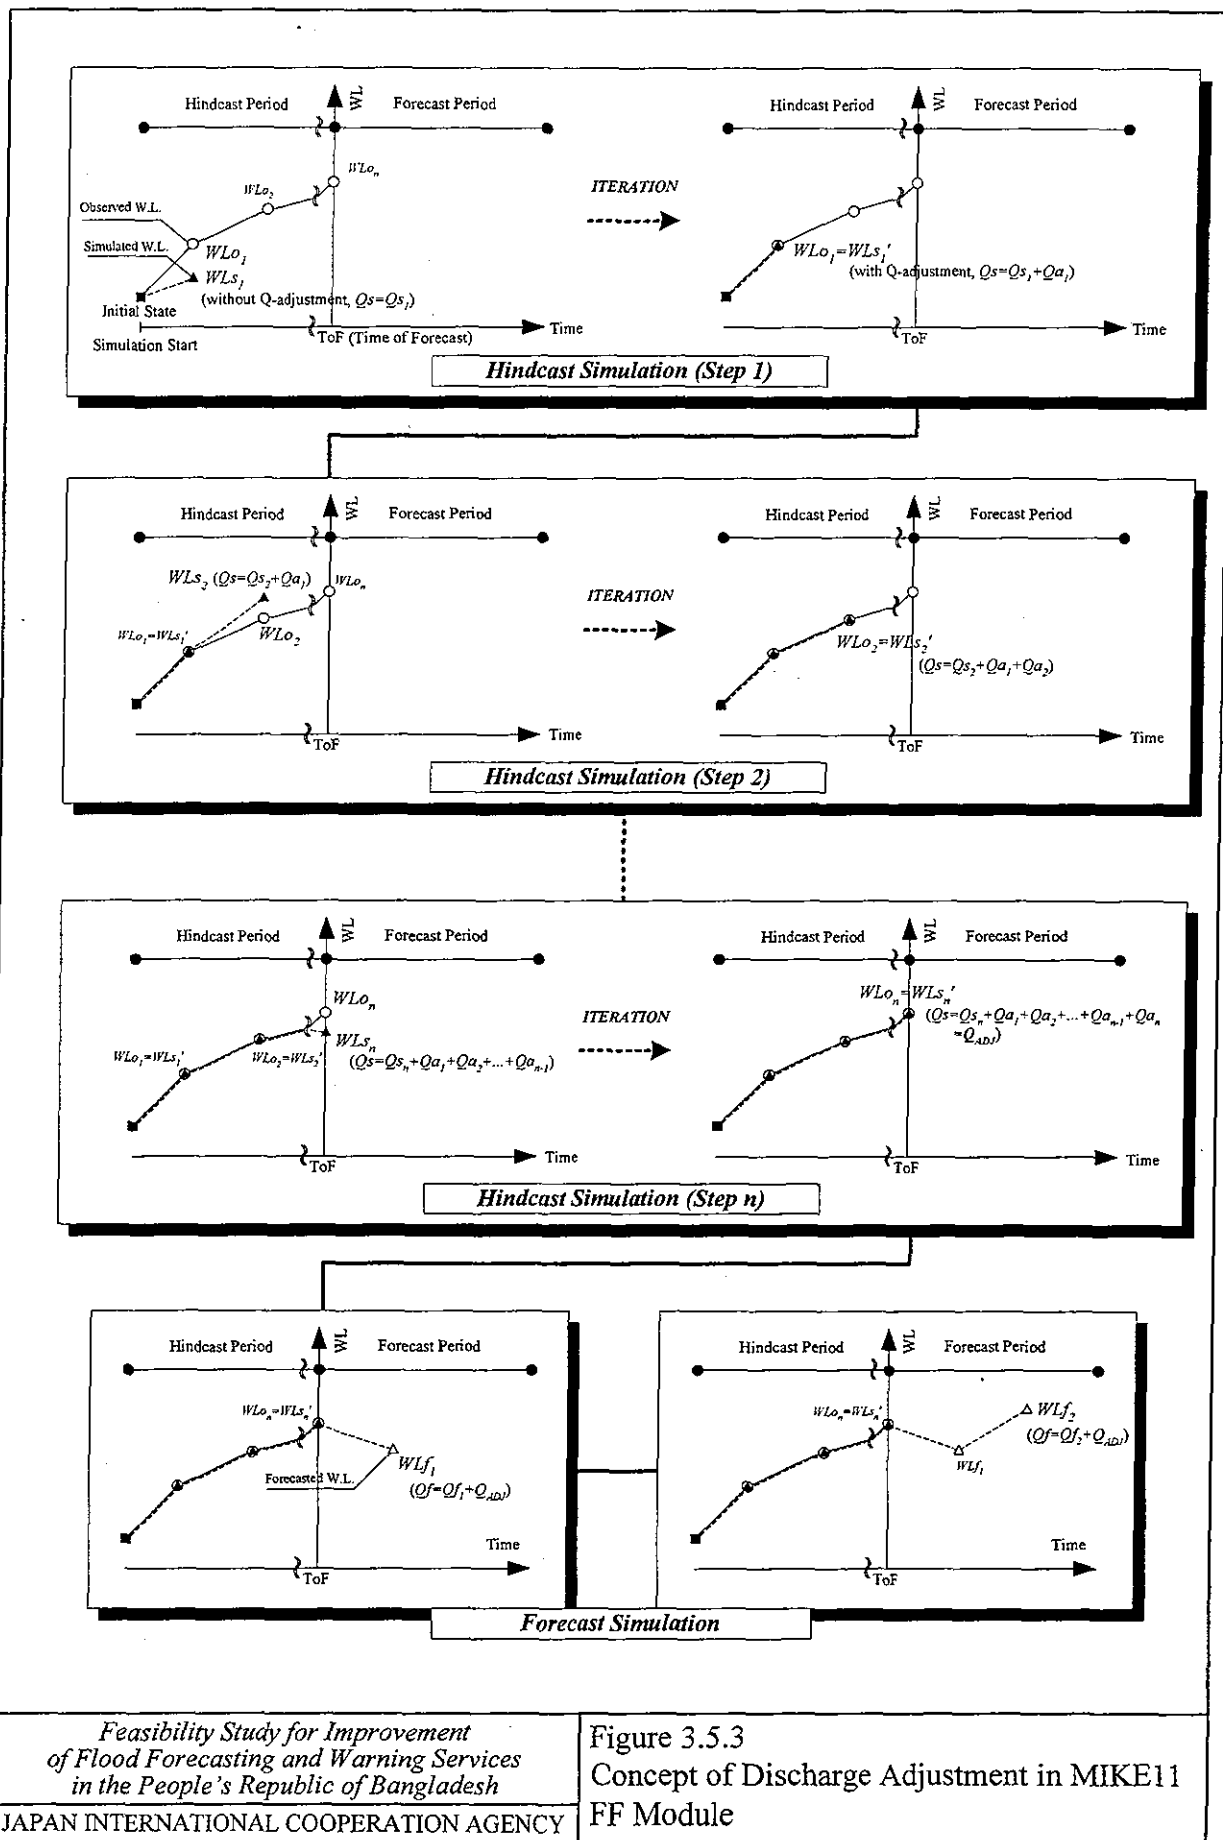 Hindcast Period
WL
Forecast Period
WLo_n
WLo_2
Observed W.L.
WLo_1
Simulated W.L.
WLs_1
(without Q-adjustment, Qs=Qs_1)
Initial State
Simulation Start
ToF (Time of Forecast)
Time
ITERATION
Hindcast Period
WL
Forecast Period
WLo_1=WLs_1'
(with Q-adjustment, Qs=Qs_1+Qa_1)
ToF
Time
Hindcast Simulation (Step 1)
Hindcast Period
WL
Forecast Period
WLs_2 (Qs=Qs_2+Qa_1)
WLo_n
WLo_1=WLs_1'
WLo_2
ToF
Time
ITERATION
Hindcast Period
WL
Forecast Period
WLo_2=WLs_2'
(Qs=Qs_2+Qa_1+Qa_2)
ToF
Time
Hindcast Simulation (Step 2)
Hindcast Period
WL
Forecast Period
WLo_n
WLs_n
WLo_1=WLs_1'
WLo_2=WLs_2'
(Qs=Qs_n+Qa_1+Qa_2+...+Qa_n-1)
ToF
Time
ITERATION
Hindcast Period
WL
Forecast Period
WLo_n=WLs_n'
(Qs=Qs_n+Qa_1+Qa_2+...+Qa_n-1+Qa_n
=Q_ADJ)
ToF
Time
Hindcast Simulation (Step n)
Hindcast Period
WL
Forecast Period
WLo_n=WLs_n'
Forecasted W.L.
WLf_1
(Qf=Qf_1+Q_ADJ)
Time
ToF
Hindcast Period
WL
Forecast Period
WLo_n=WLs_n'
WLf_2
(Qf=Qf_2+Q_ADJ)
WLf_1
Time
ToF
Forecast Simulation
Feasibility Study for Improvement
of Flood Forecasting and Warning Services
in the People's Republic of Bangladesh
JAPAN INTERNATIONAL COOPERATION AGENCY
Figure 3.5.3
Concept of Discharge Adjustment in MIKE11
FF Module